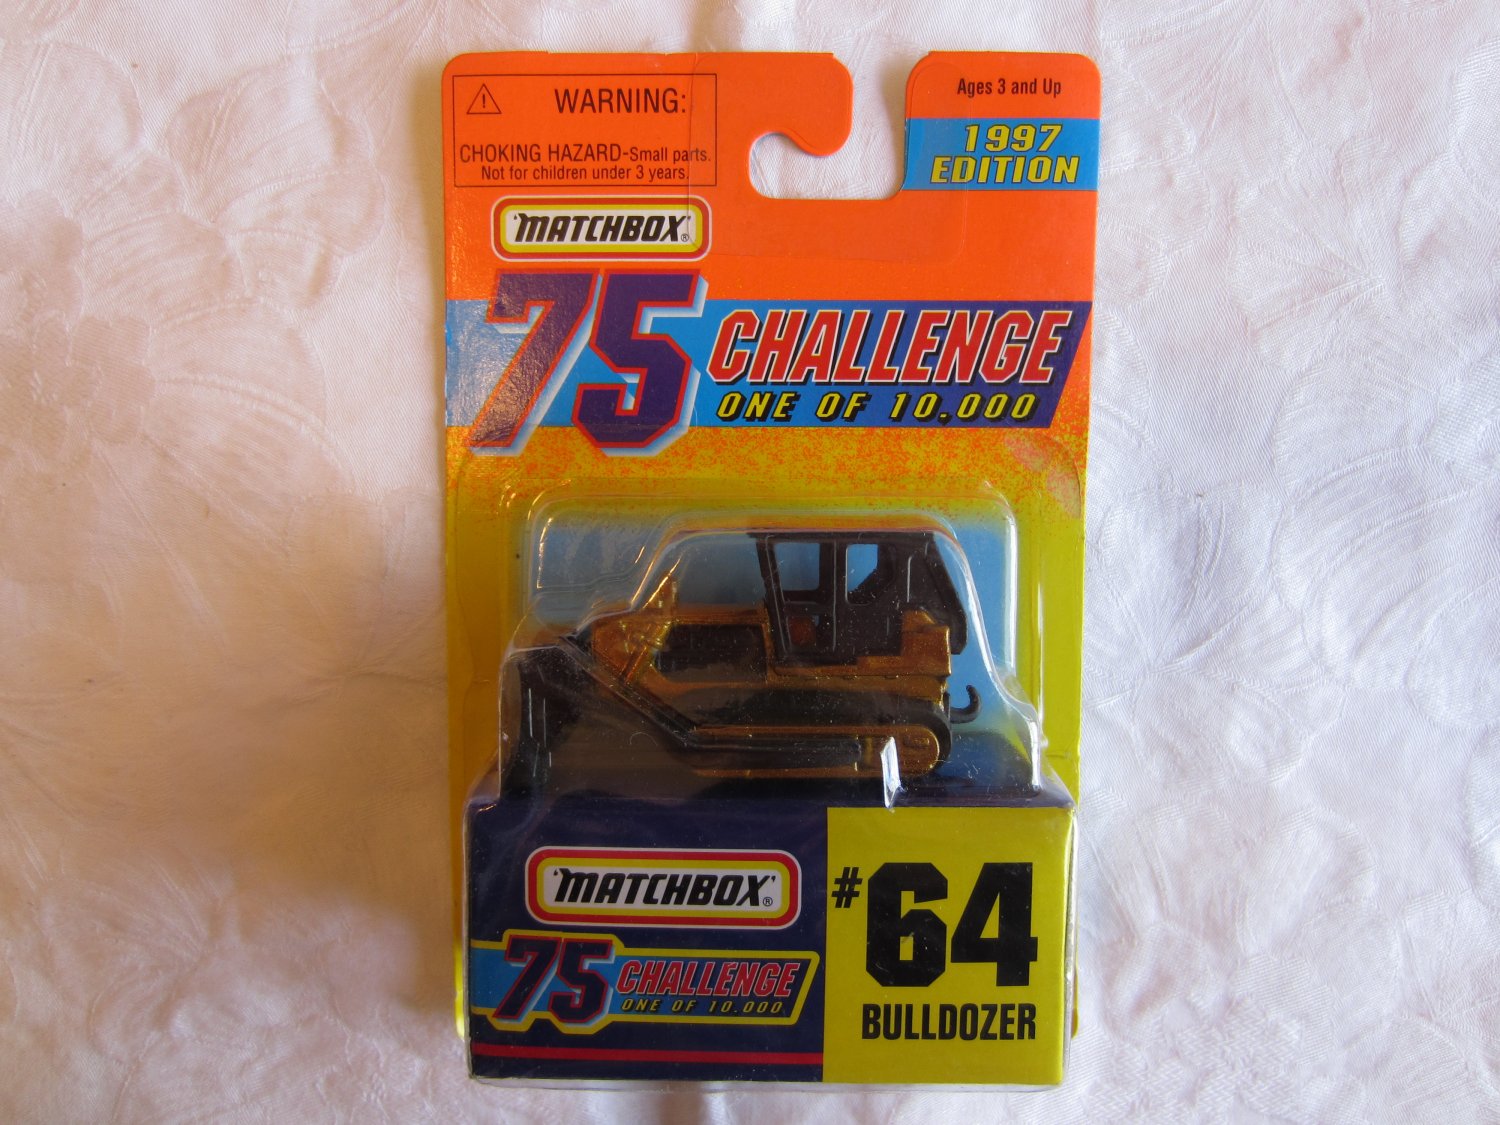 WARNING:
CHOKING HAZARD-Small parts.
Not for children under 3 years.
Ages 3 and Up
1997
EDITION
MATCHBOX®
75
CHALLENGE
ONE OF 10,000
MATCHBOX®
75
CHALLENGE
ONE OF 10,000
#64
BULLDOZER